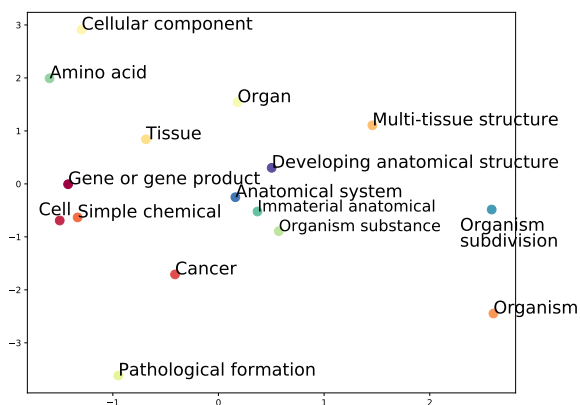 Cellular component
3
Amino acid
2
Organ
Multi-tissue structure
1
Tissue
Developing anatomical structure
Gene or gene product
0
Anatomical system
Cell
Simple chemical
Immaterial anatomical
Organism substance
Organism
subdivision
−1
Cancer
−2
Organism
−3
Pathological formation
−1
0
1
2